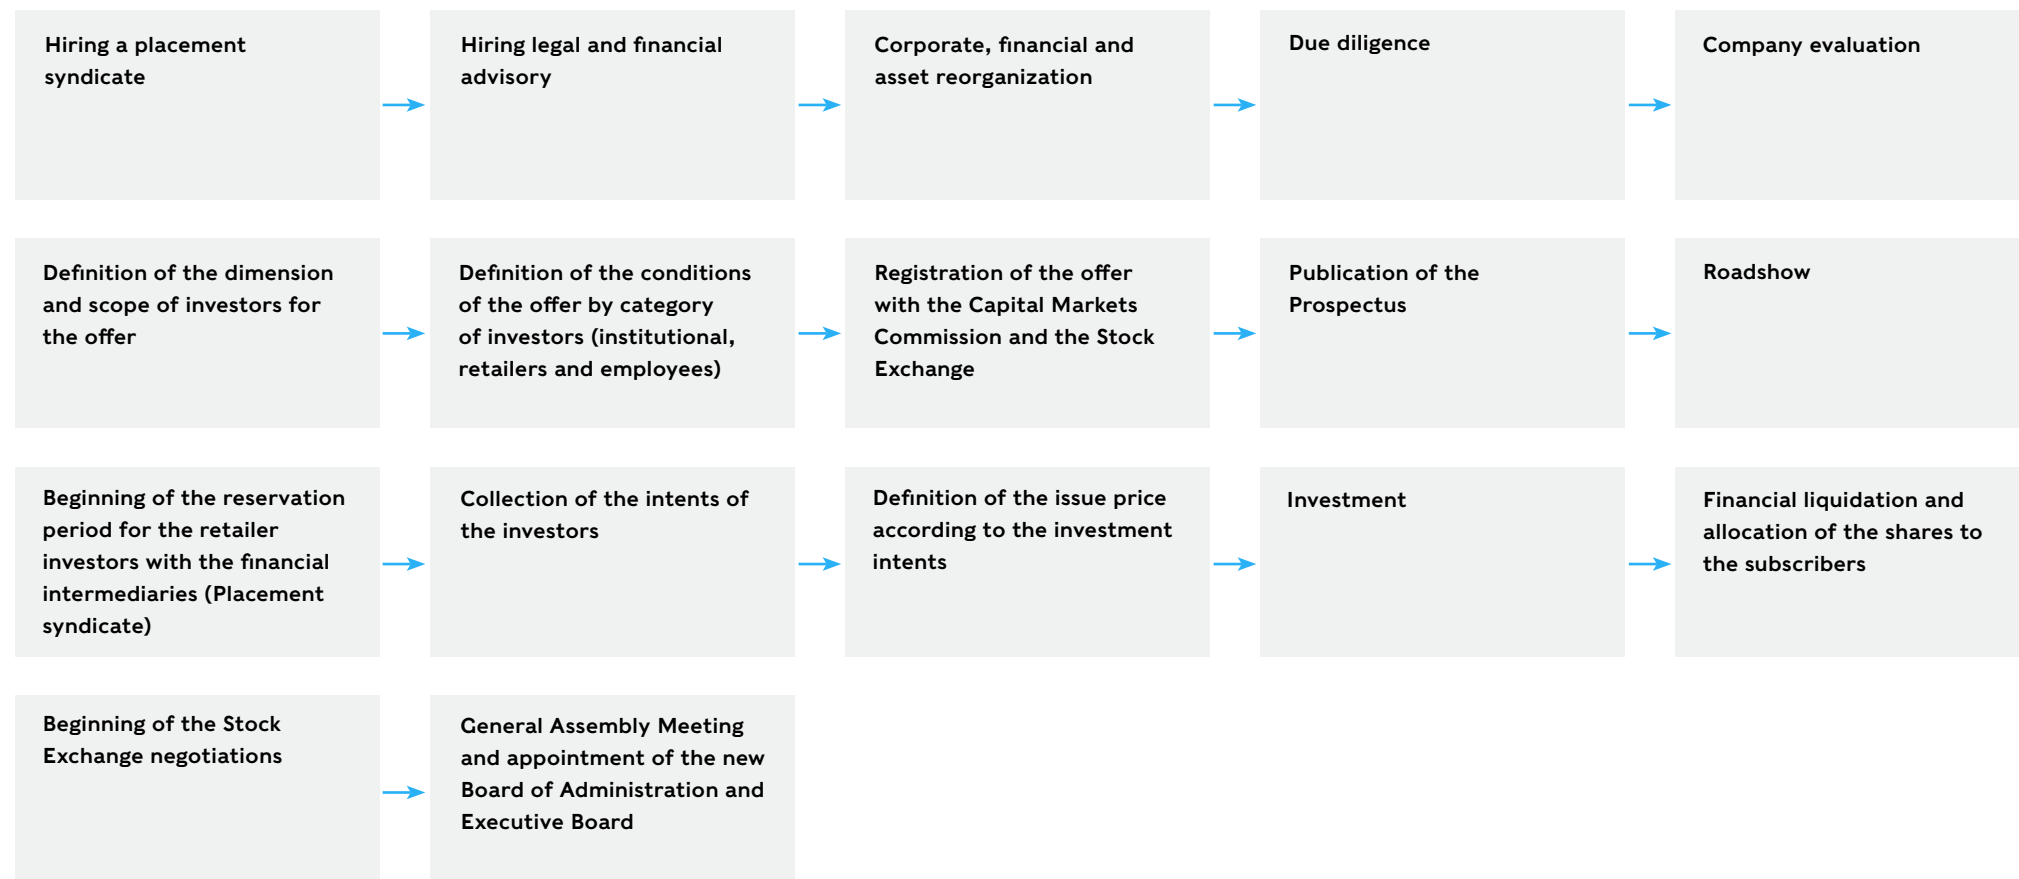 Hiring a placement
syndicate
Hiring legal and financial
advisory
Corporate, financial and
asset reorganization
Due diligence
Company evaluation
Definition of the dimension
and scope of investors for
the offer
Definition of the conditions
of the offer by category
of investors (institutional,
retailers and employees)
Registration of the offer
with the Capital Markets
Commission and the Stock
Exchange
Publication of the
Prospectus
Roadshow
Beginning of the reservation
period for the retailer
investors with the financial
intermediaries (Placement
syndicate)
Collection of the intents of
the investors
Definition of the issue price
according to the investment
intents
Investment
Financial liquidation and
allocation of the shares to
the subscribers
Beginning of the Stock
Exchange negotiations
General Assembly Meeting
and appointment of the new
Board of Administration and
Executive Board